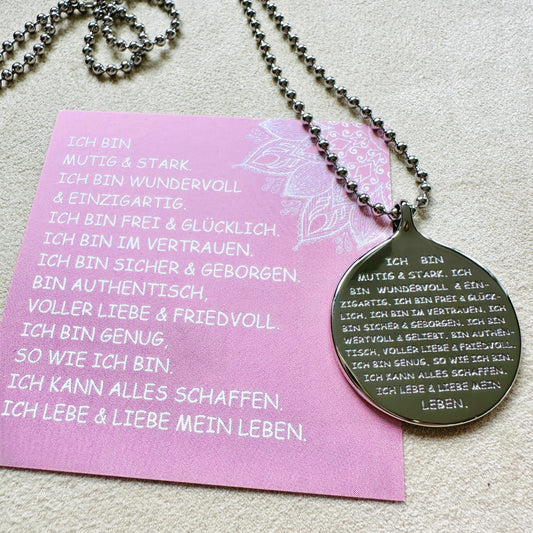 ICH BIN
MUTIG & STARK.
ICH BIN WUNDERVOLL
& EINZIGARTIG.
ICH BIN FREI & GLÜCKLICH.
ICH BIN IM VERTRAUEN.
ICH BIN SICHER & GEBORGEN.
BIN AUTHENTISCH,
VOLLER LIEBE & FRIEDVOLL.
ICH BIN GENUG,
SO WIE ICH BIN.
ICH KANN ALLES SCHAFFEN.
ICH LEBE & LIEBE MEIN LEBEN.
ICH BIN
MUTIG & STARK. ICH
BIN WUNDERVOLL & EIN-
ZIGARTIG. ICH BIN FREI & GLÜCK-
LICH. ICH BIN IM VERTRAUEN. ICH
BIN SICHER & GEBORGEN. ICH BIN
WERTVOLL & GELIEBT. BIN AUTHEN-
TISCH, VOLLER LIEBE & FRIEDVOLL.
ICH BIN GENUG, SO WIE ICH BIN.
ICH KANN ALLES SCHAFFEN.
ICH LEBE & LIEBE MEIN
LEBEN.